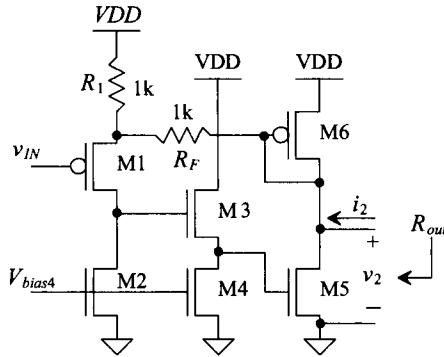 VDD
R1 1k
VDD
VDD
1k
RF
vIN
M1
M6
M3
i2
+
Rout
Vbias4
M2
M4
M5
v2
−